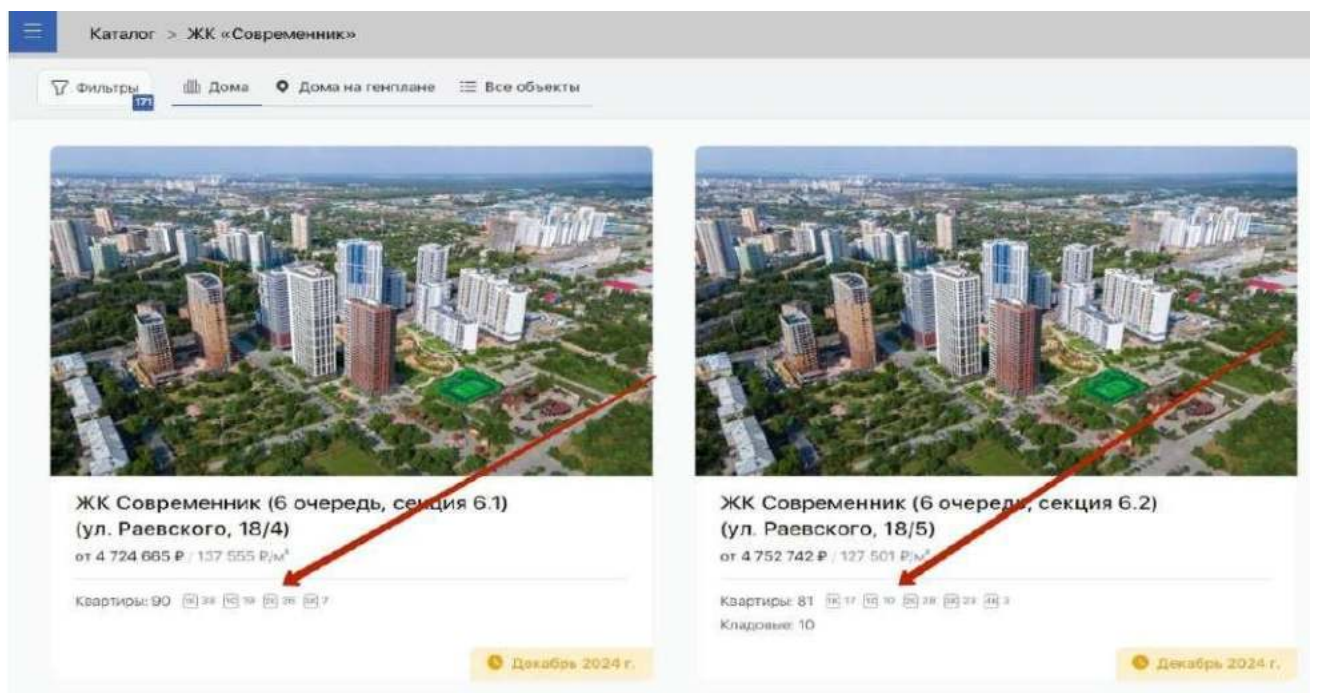 Каталог > ЖК «Современник»
Фильтры
171
Дома
Дома на генплане
Все объекты
ЖК Современник (6 очередь, секция 6.1)
(ул. Раевского, 18/4)
от 4 724 665 ₽ / 137 555 ₽/м²
Квартиры: 90
ЖК Современник (6 очередь, секция 6.2)
(ул. Раевского, 18/5)
от 4 752 742 ₽ / 127 501 ₽/м²
Квартиры: 81
Кладовые: 10
Декабрь 2024 г.
Декабрь 2024 г.